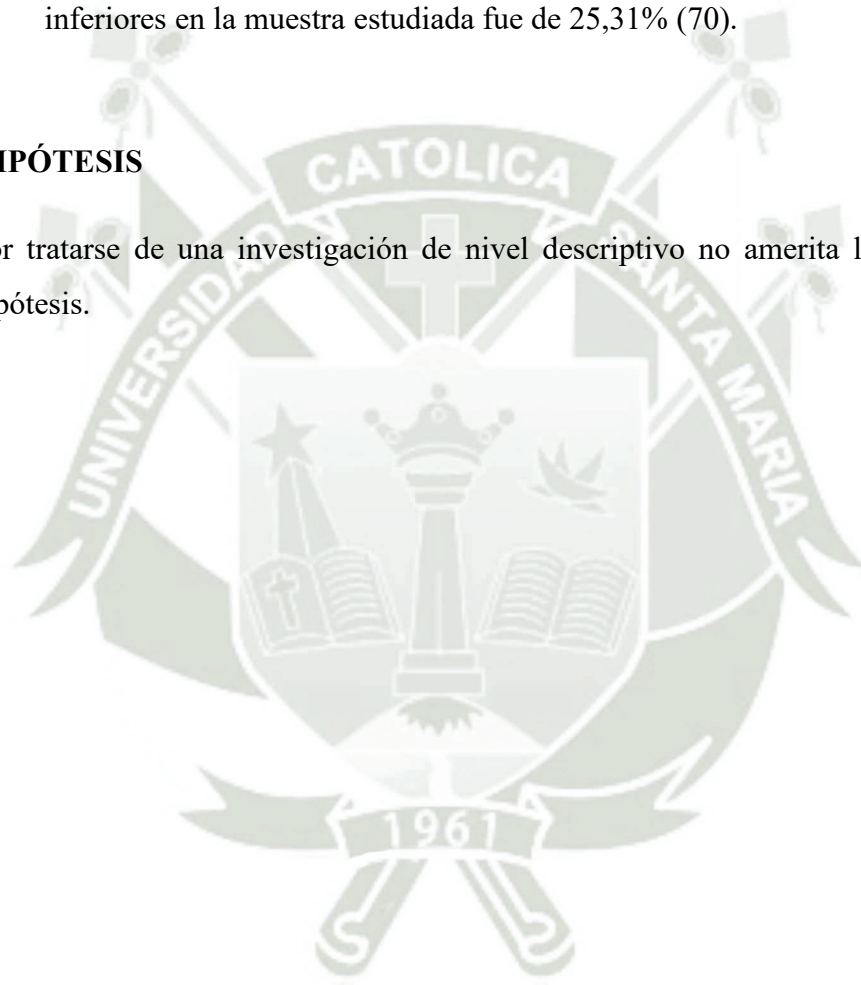 inferiores en la muestra estudiada fue de 25,31% (70).
IPÓTESIS
or tratarse de una investigación de nivel descriptivo no amerita l
pótesis.
UNIVERSIDAD CATOLICA SANTA MARIA
1961